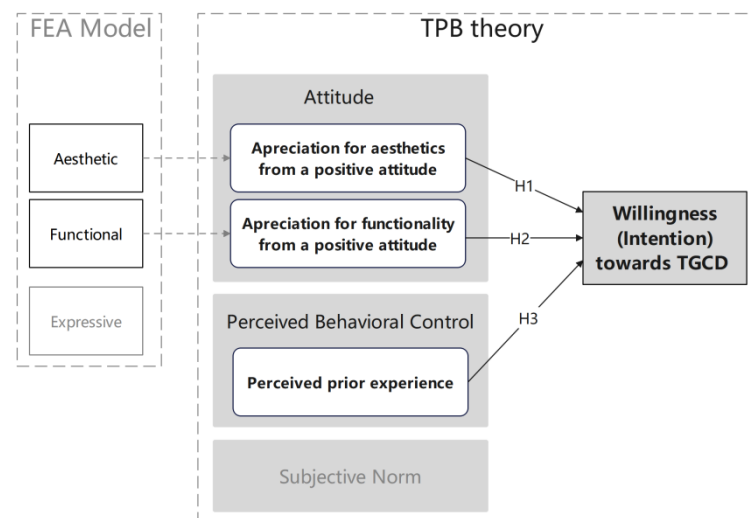 FEA Model
TPB theory
Attitude
Aesthetic
Apreciation for aesthetics
from a positive attitude
H1
Functional
Apreciation for functionality
from a positive attitude
H2
Willingness
(Intention)
towards TGCD
Expressive
Perceived Behavioral Control
H3
Perceived prior experience
Subjective Norm